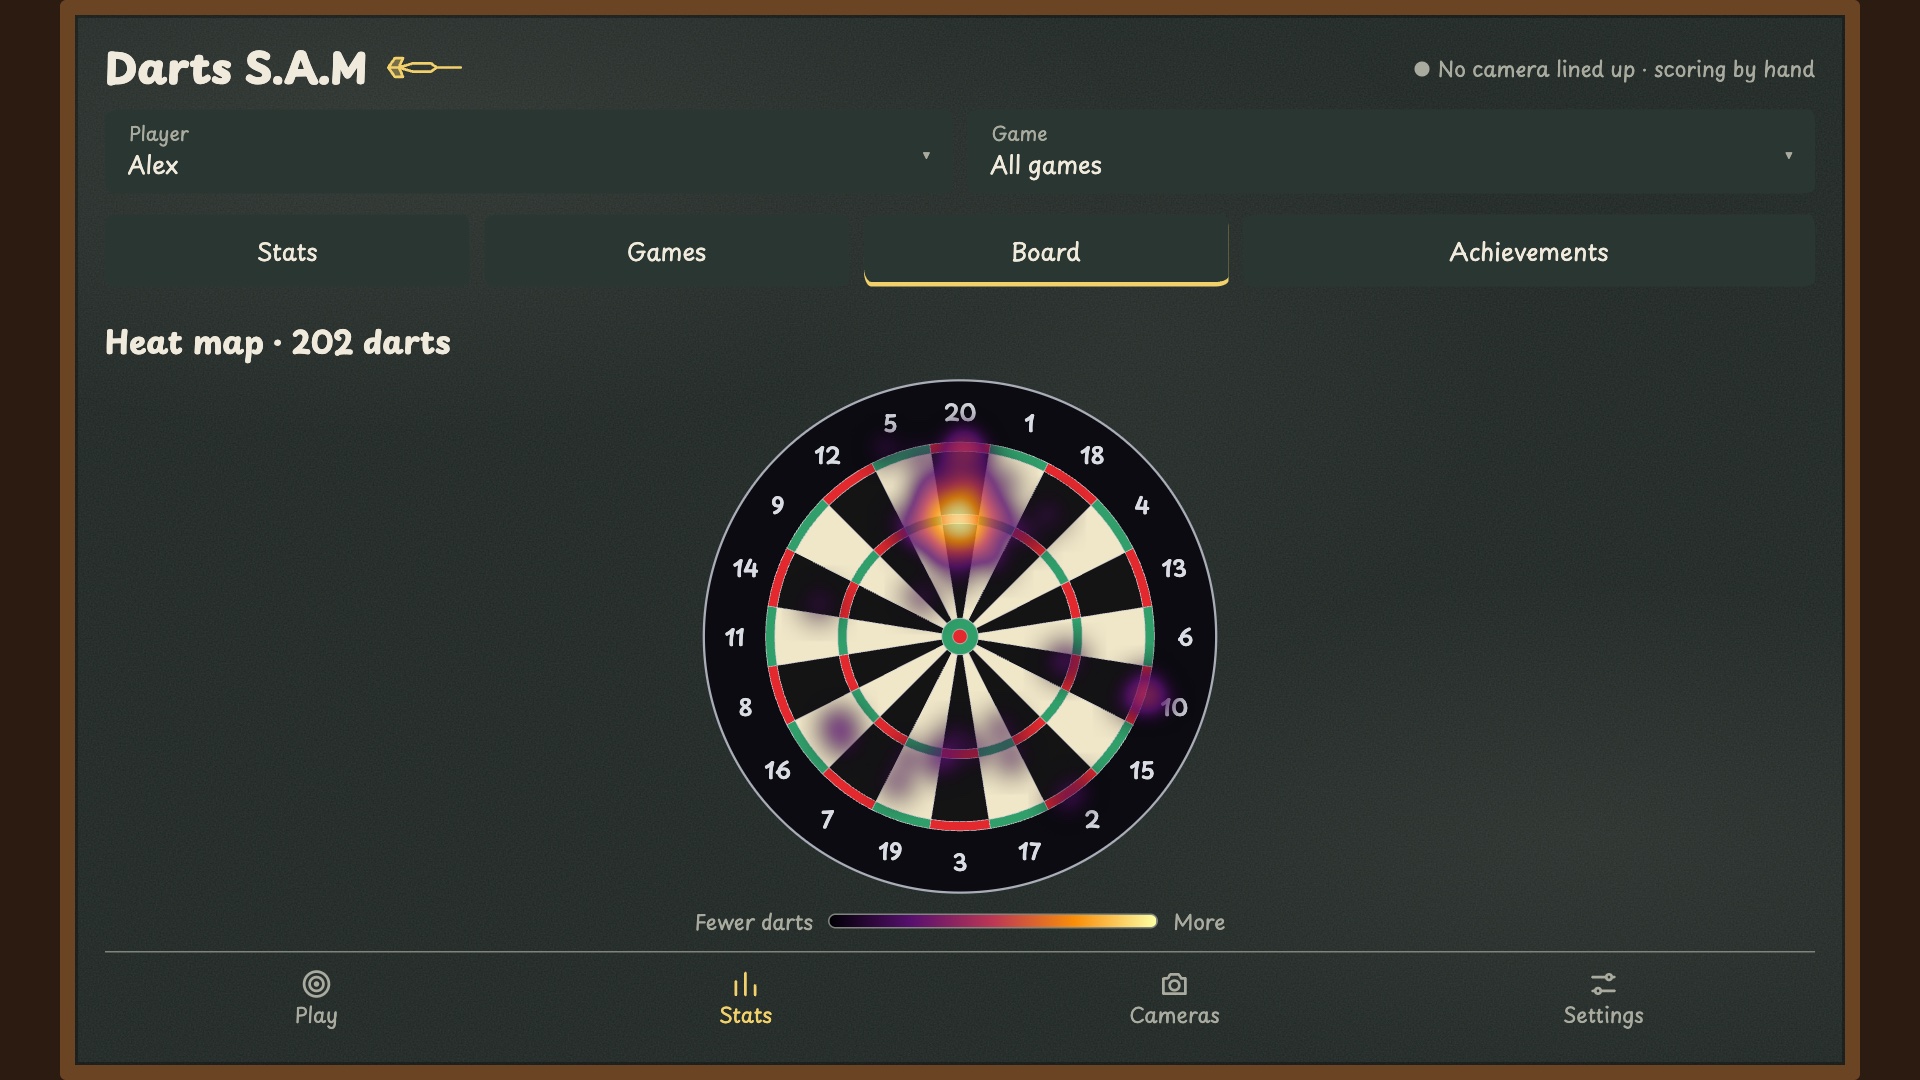 Darts S.A.M
No camera lined up · scoring by hand
Player
Alex
Game
All games
Stats
Games
Board
Achievements
Heat map · 202 darts
20
1
18
4
13
6
10
15
2
17
3
19
7
16
8
11
14
9
12
5
Fewer darts
More
Play
Stats
Cameras
Settings